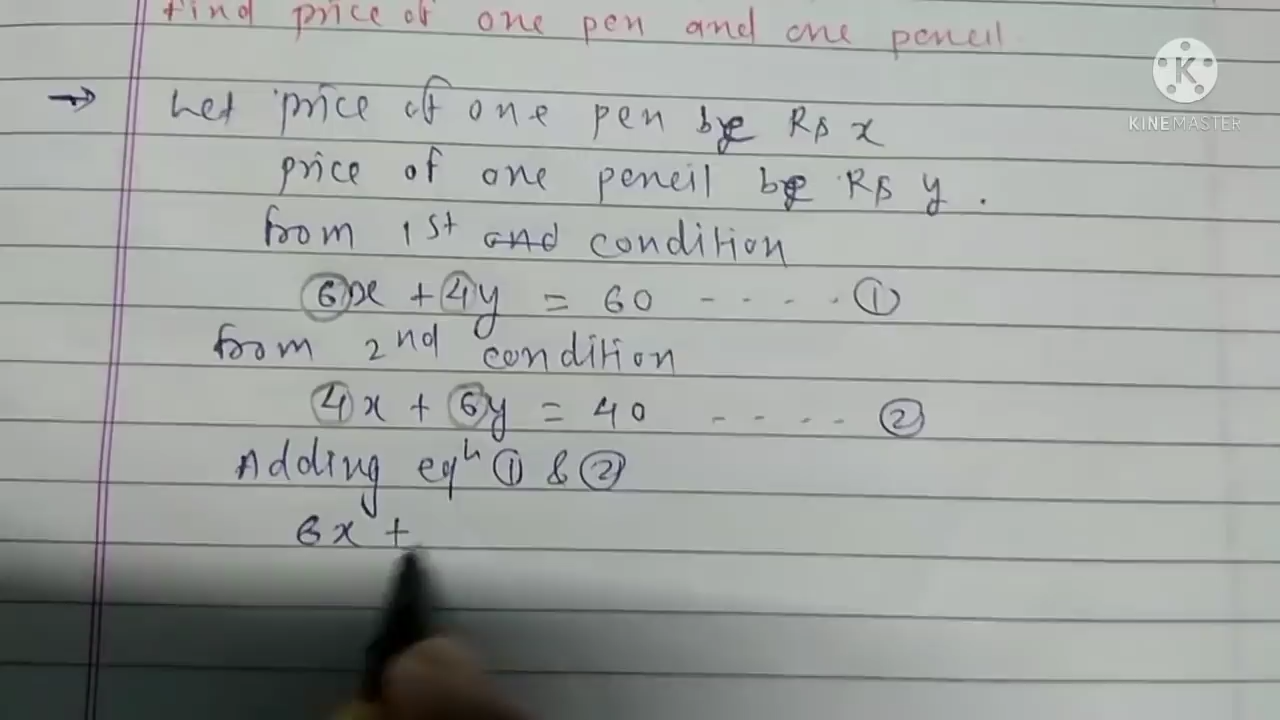 find price of one pen and one pencil
→ Let price of one pen be Rs x
KINEMASTER
price of one pencil be Rs y .
from 1st and condition
6x + 4y = 60 - - - - . ①
from 2nd condition
4x + 6y = 40 - - - - . ②
Adding eqn ① & ②
6x +